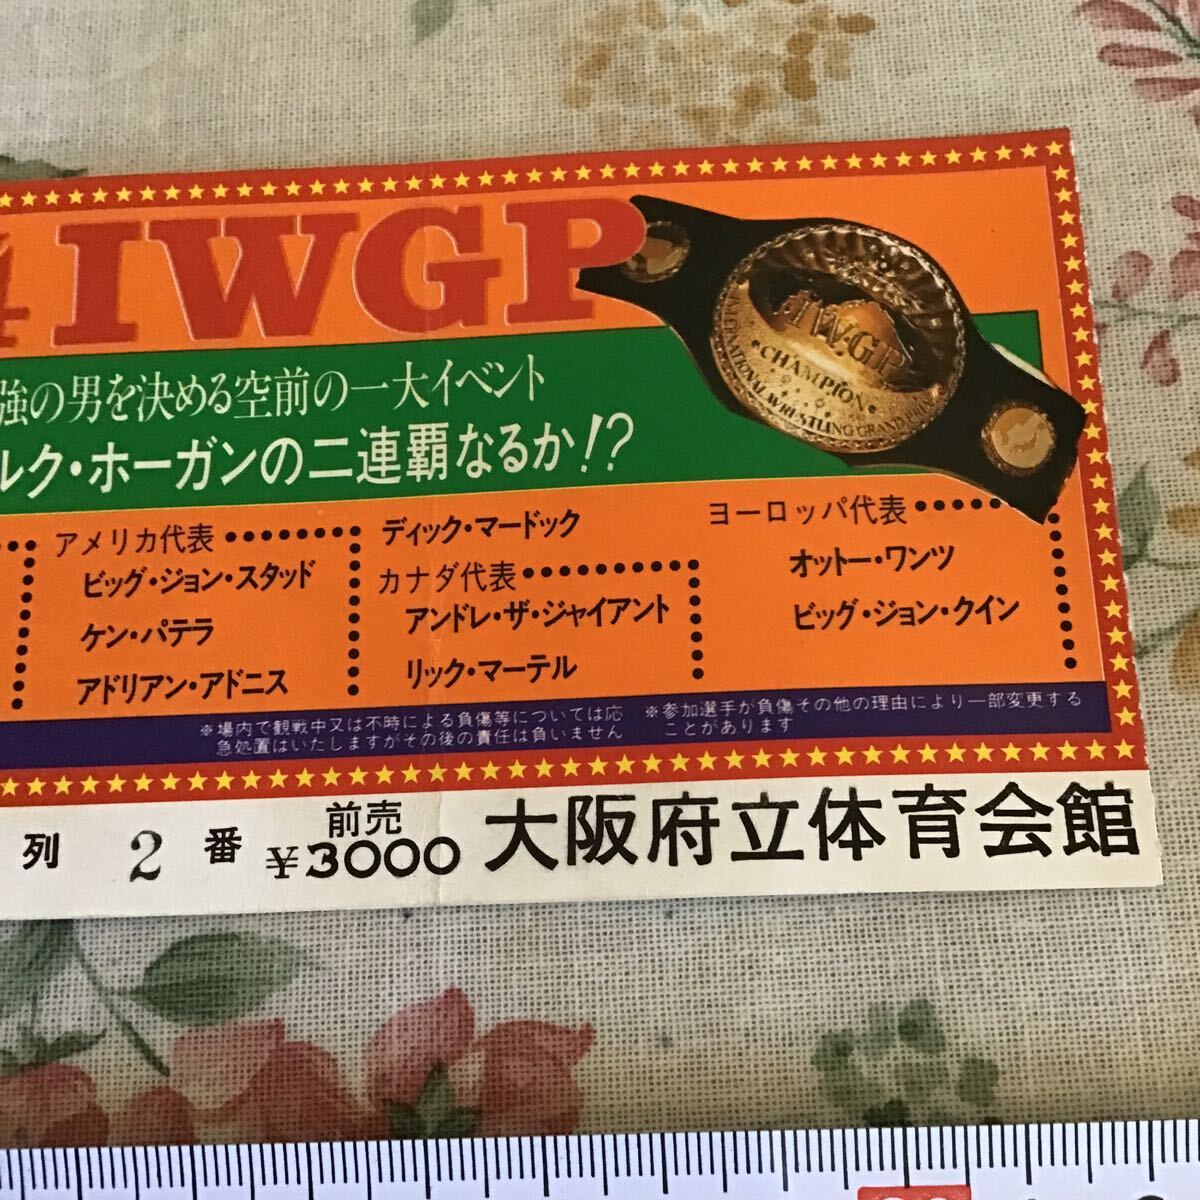 4 IWGP
強の男を決める空前の一大イベント
ルク・ホーガンの二連覇なるか!?
IWGP
CHAMPION
INTERNATIONAL WRESTLING GRAND PRIX
アメリカ代表
ビッグ・ジョン・スタッド
ケン・パテラ
アドリアン・アドニス
ディック・マードック
カナダ代表
アンドレ・ザ・ジャイアント
リック・マーテル
ヨーロッパ代表
オットー・ワンツ
ビッグ・ジョン・クイン
※場内で観戦中又は不時による負傷等については応
急処置はいたしますがその後の責任は負いません
※参加選手が負傷その他の理由により一部変更する
ことがあります
列 2 番
前売
¥3000
大阪府立体育会館